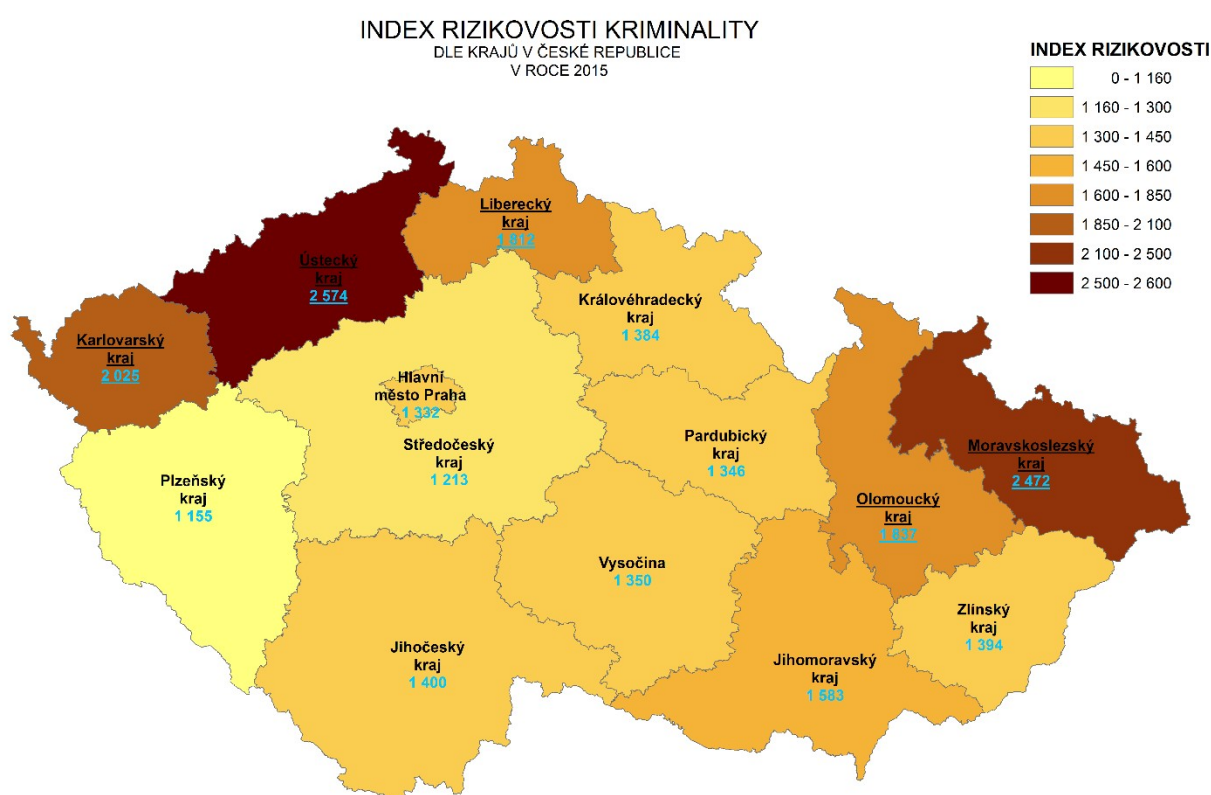 INDEX RIZIKOVOSTI KRIMINALITY
DLE KRAJŮ V ČESKÉ REPUBLICE
V ROCE 2015
INDEX RIZIKOVOSTI
0 - 1 160
1 160 - 1 300
1 300 - 1 450
1 450 - 1 600
1 600 - 1 850
1 850 - 2 100
2 100 - 2 500
2 500 - 2 600
Liberecký
kraj
1 812
Ústecký
kraj
2 574
Královéhradecký
kraj
1 384
Karlovarský
kraj
2 025
Hlavní
město Praha
1 332
Středočeský
kraj
1 213
Pardubický
kraj
1 346
Moravskoslezský
kraj
2 472
Plzeňský
kraj
1 155
Olomoucký
kraj
1 837
Vysočina
1 350
Zlínský
kraj
1 394
Jihočeský
kraj
1 400
Jihomoravský
kraj
1 583